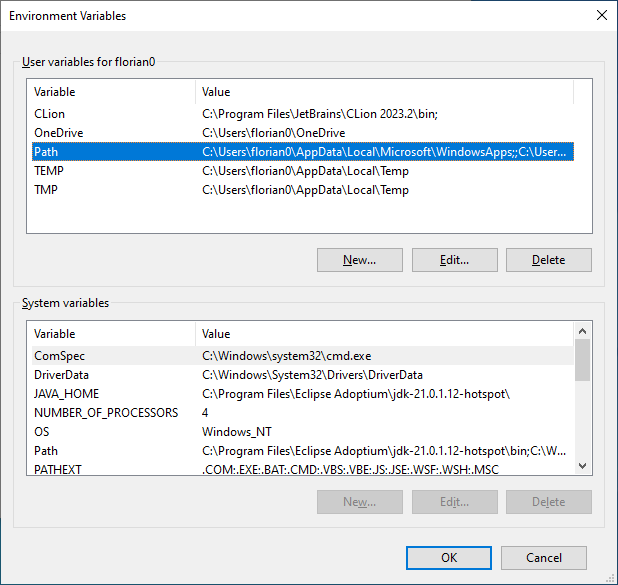 Environment Variables
User variables for florian0
Variable Value
CLion C:\Program Files\JetBrains\CLion 2023.2\bin;
OneDrive C:\Users\florian0\OneDrive
Path C:\Users\florian0\AppData\Local\Microsoft\WindowsApps;;C:\User...
TEMP C:\Users\florian0\AppData\Local\Temp
TMP C:\Users\florian0\AppData\Local\Temp
New... Edit... Delete
System variables
Variable Value
ComSpec C:\Windows\system32\cmd.exe
DriverData C:\Windows\System32\Drivers\DriverData
JAVA_HOME C:\Program Files\Eclipse Adoptium\jdk-21.0.1.12-hotspot\
NUMBER_OF_PROCESSORS 4
OS Windows_NT
Path C:\Program Files\Eclipse Adoptium\jdk-21.0.1.12-hotspot\bin;C:\W...
PATHEXT .COM;.EXE;.BAT;.CMD;.VBS;.VBE;.JS;.JSE;.WSF;.WSH;.MSC
New... Edit... Delete
OK Cancel